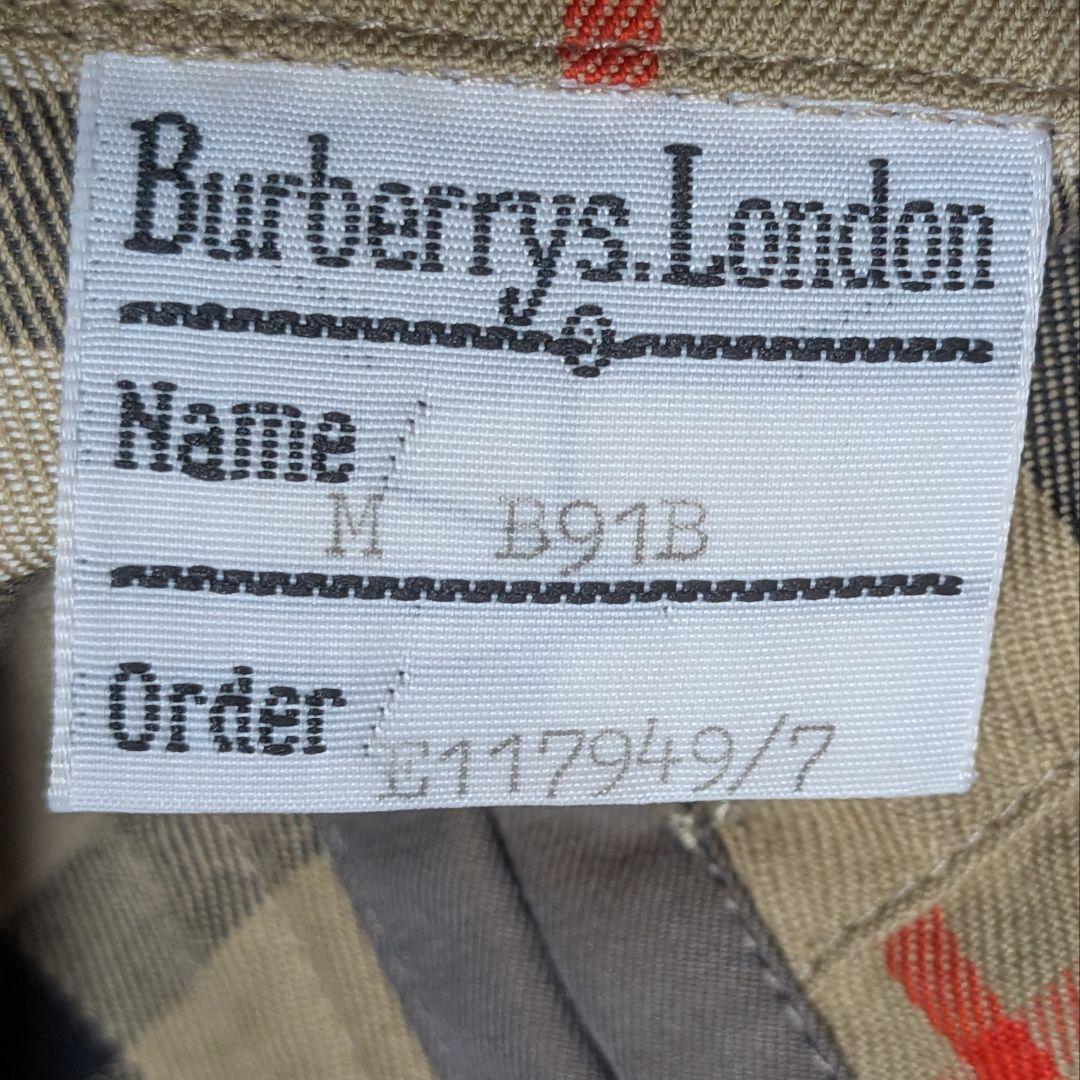 Burberrys.London
Name
M B91B
Order
E117949/7